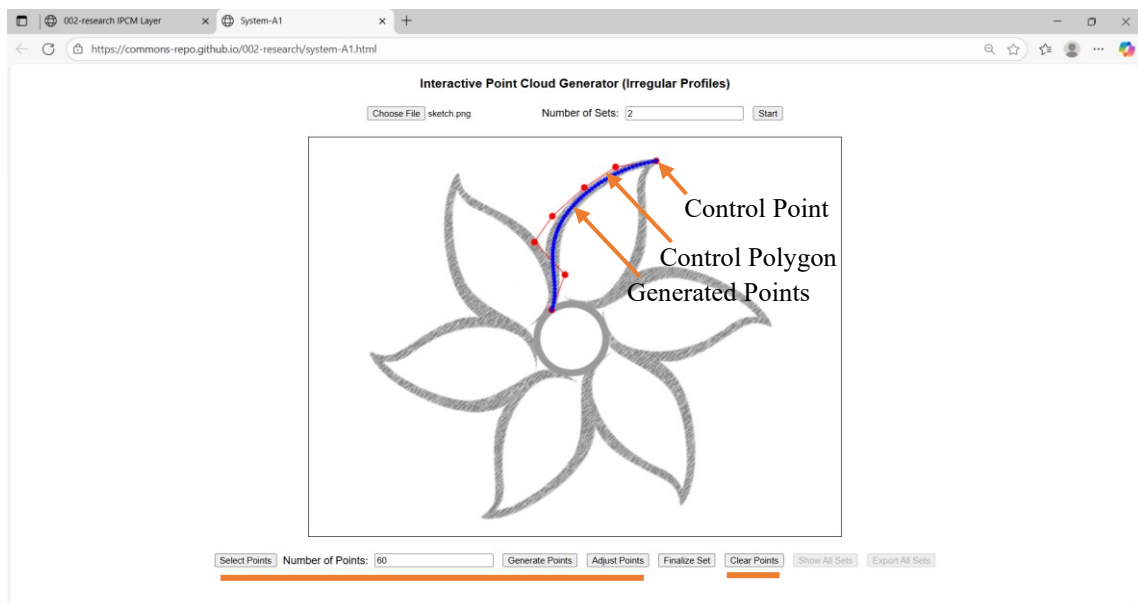 002-research IPCM Layer
System-A1
https://commons-repo.github.io/002-research/system-A1.html
Interactive Point Cloud Generator (Irregular Profiles)
Choose File sketch.png Number of Sets: 2 Start
Control Point
Control Polygon
Generated Points
Select Points Number of Points: 60 Generate Points Adjust Points Finalize Set Clear Points Show All Sets Export All Sets